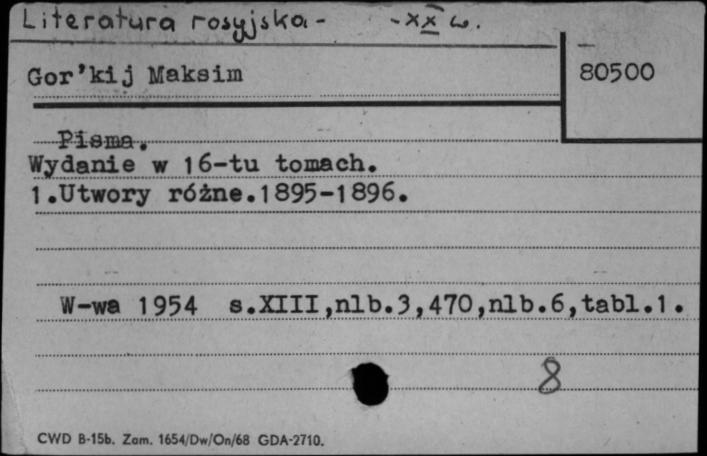 Literatura rosyjska - - XX w.
Gor'kij Maksim
80500
Pisma.
Wydanie w 16-tu tomach.
1.Utwory różne.1895-1896.
W-wa 1954 s.XIII,nlb.3,470,nlb.6,tabl.1.
8
CWD B-15b. Zam. 1654/Dw/On/68 GDA-2710.